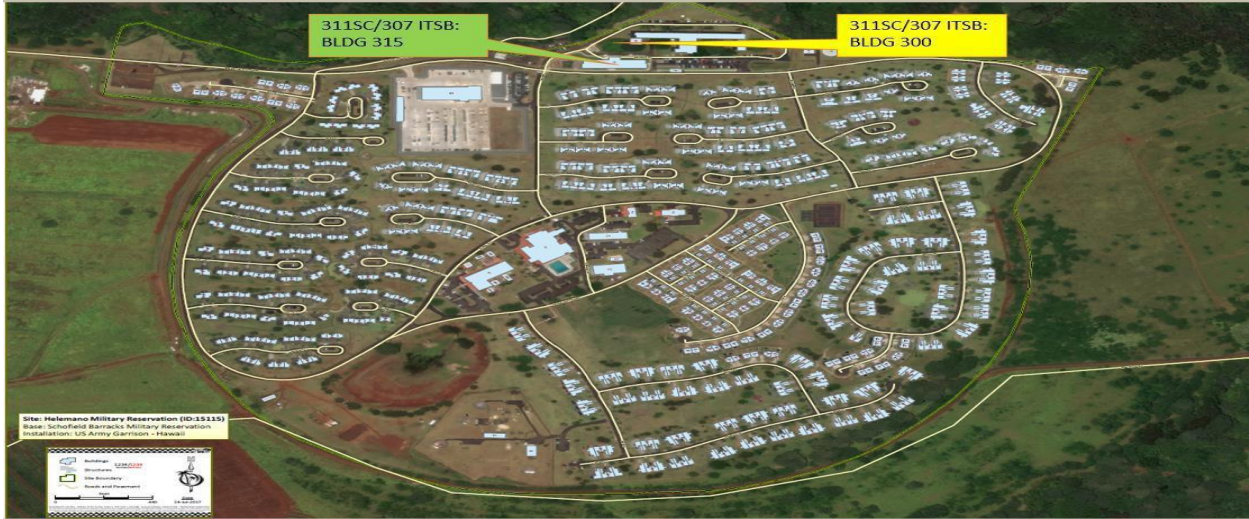 311SC/307 ITSB:
BLDG 315
311SC/307 ITSB:
BLDG 300
Site: Helemano Military Reservation (ID:15115)
Base: Schofield Barracks Military Reservation
Installation: US Army Garrison - Hawaii
Buildings
Structures
Site Boundary
Roads and Pavement